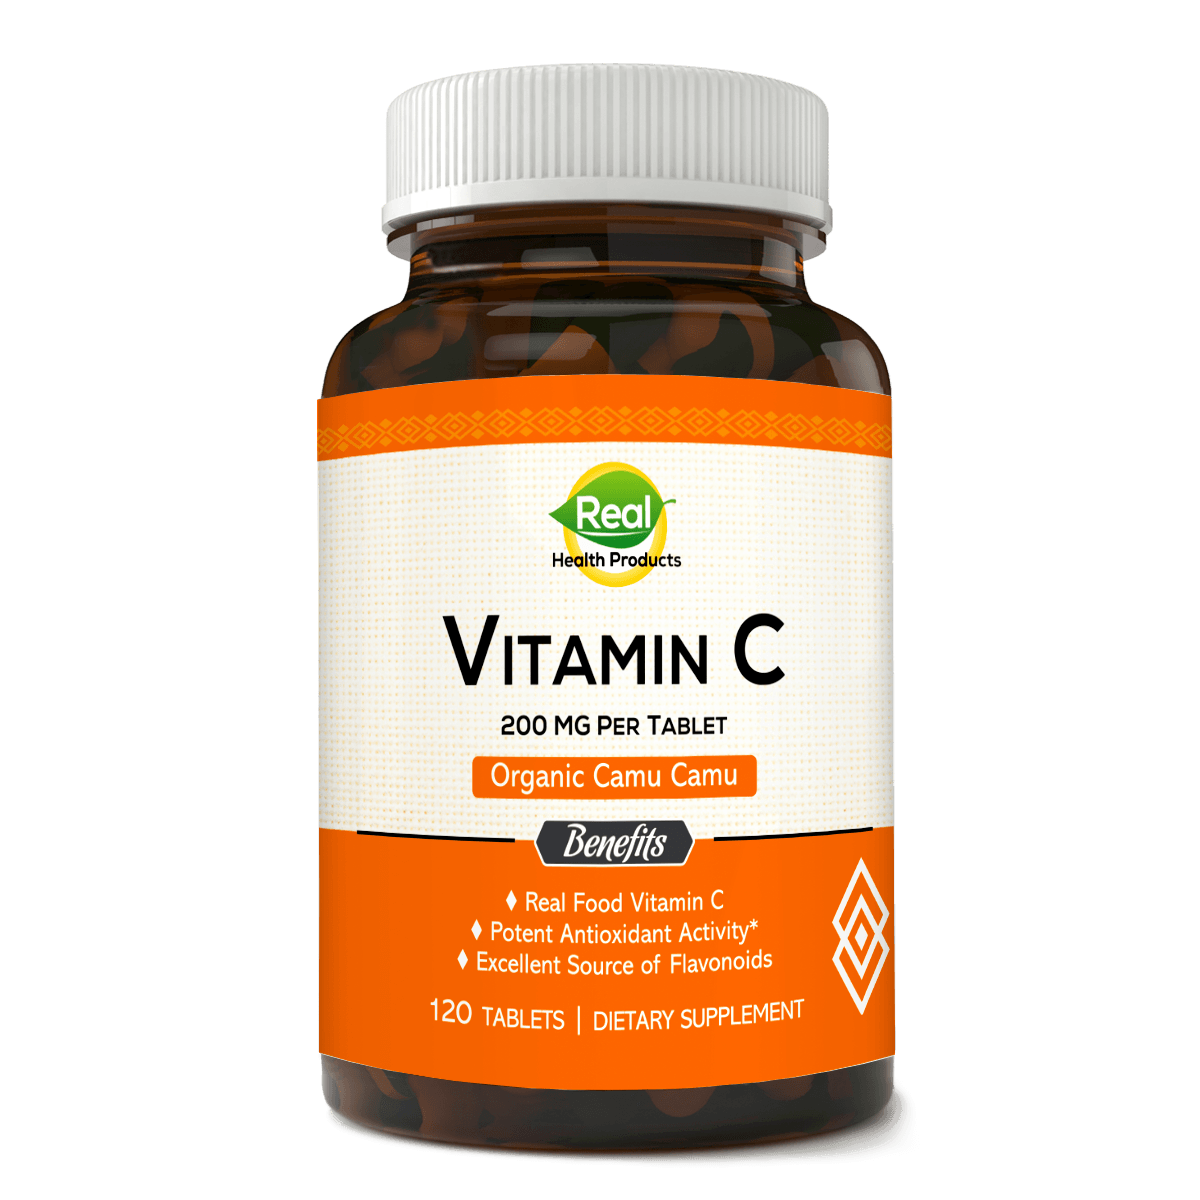 Real
Health Products
VITAMIN C
200 MG PER TABLET
Organic Camu Camu
Benefits
♦ Real Food Vitamin C
♦ Potent Antioxidant Activity*
♦ Excellent Source of Flavonoids
120 TABLETS | DIETARY SUPPLEMENT